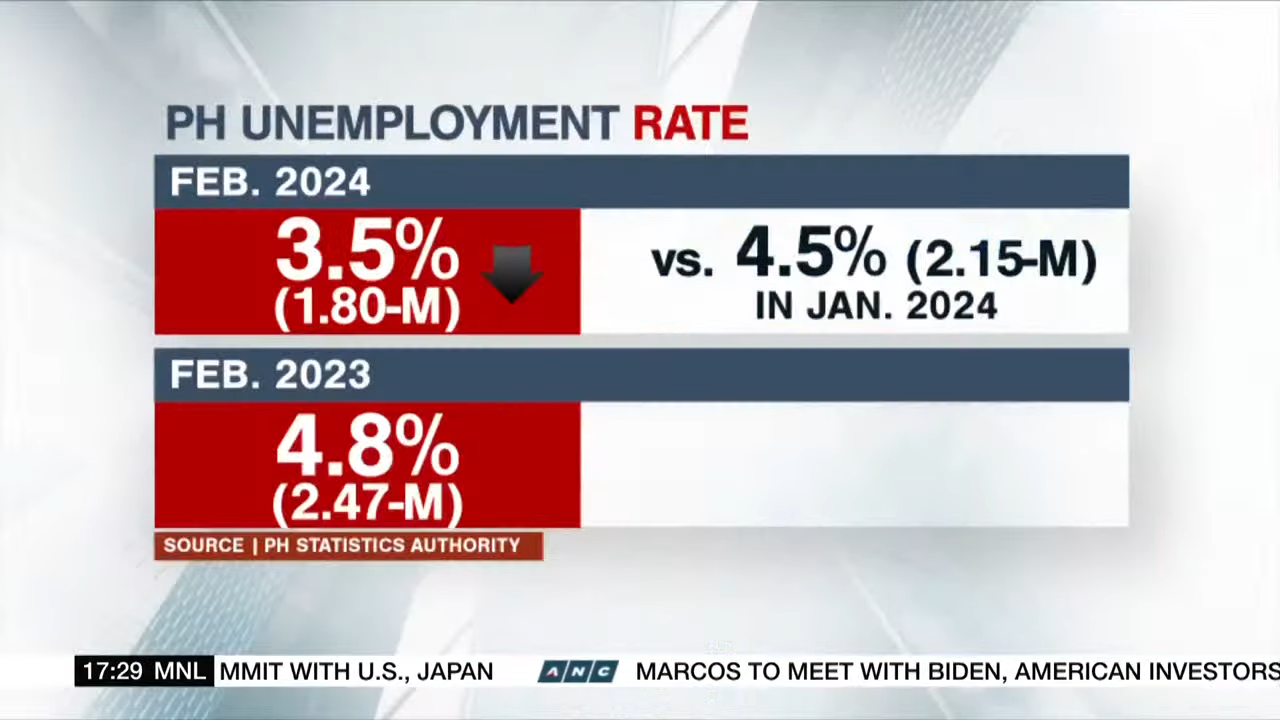 PH UNEMPLOYMENT RATE
FEB. 2024
3.5%
(1.80-M)
vs. 4.5% (2.15-M)
IN JAN. 2024
FEB. 2023
4.8%
(2.47-M)
SOURCE | PH STATISTICS AUTHORITY
17:29 MNL MMIT WITH U.S., JAPAN ANC MARCOS TO MEET WITH BIDEN, AMERICAN INVESTORS